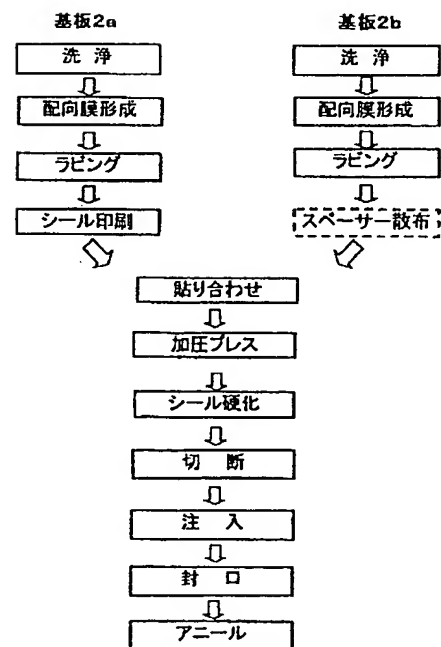 基板2a
洗 浄
配向膜形成
ラビング
シール印刷
基板2b
洗 浄
配向膜形成
ラビング
スペーサー散布
貼り合わせ
加圧プレス
シール硬化
切 断
注 入
封 口
アニール